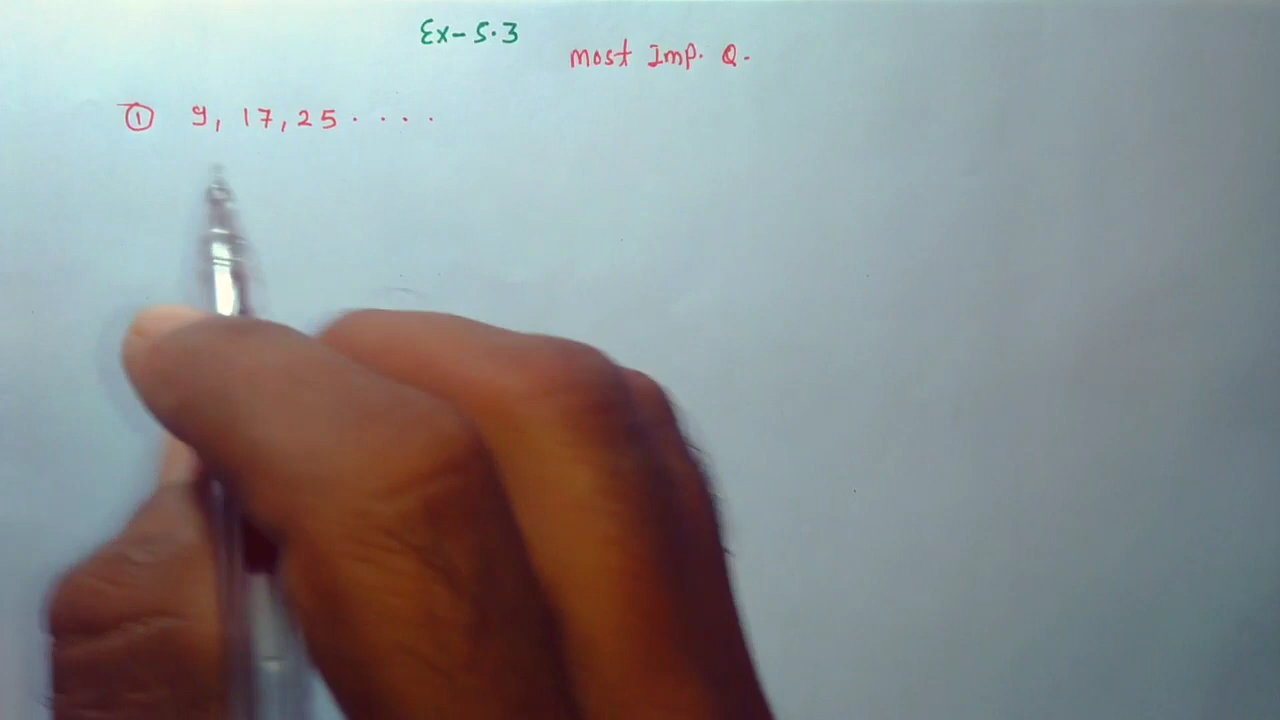 Ex-5.3
Most Imp. Q.
① 9, 17, 25 ....